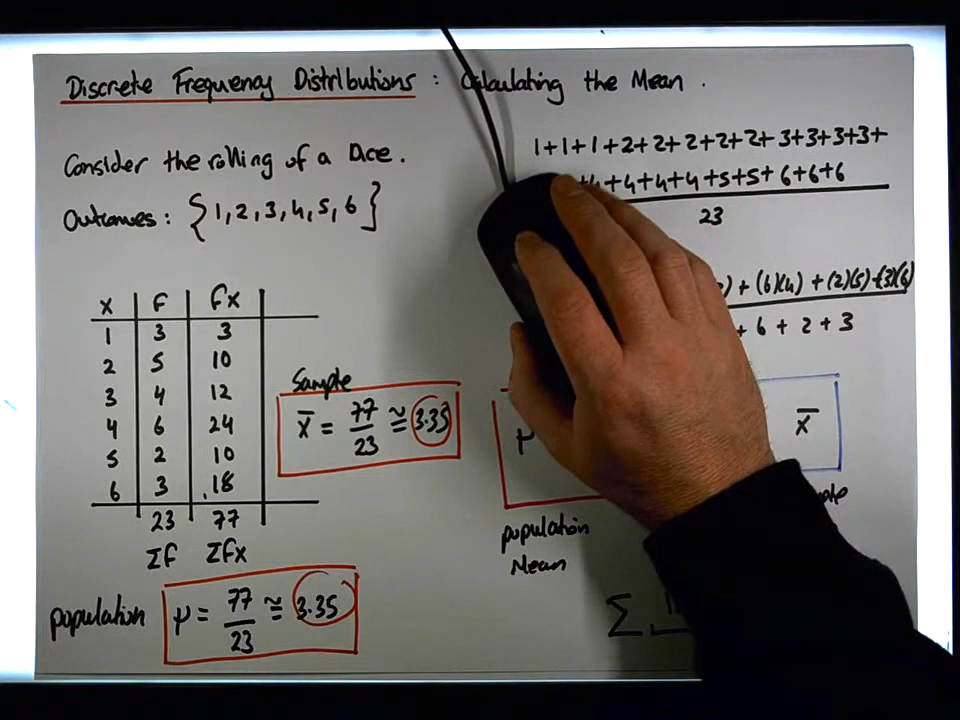 Discrete Frequency Distributions : Calculating the Mean .
Consider the rolling of a Dice .
Outcomes : {1, 2, 3, 4, 5, 6}
1+1+1+2+2+2+2+2+3+3+3+3+
+4+4+4+4+5+5+6+6+6
23
+ (6)(4) + (2)(5) + (3)(6)
+ 6 + 2 + 3
x F fx
1 3 3
2 5 10
3 4 12
4 6 24
5 2 10
6 3 18
23 77
Σf Σfx
Sample
x̄ = 77/23 ≅ 3.35
μ
x̄
population
Mean
population μ = 77/23 ≅ 3.35
Σ